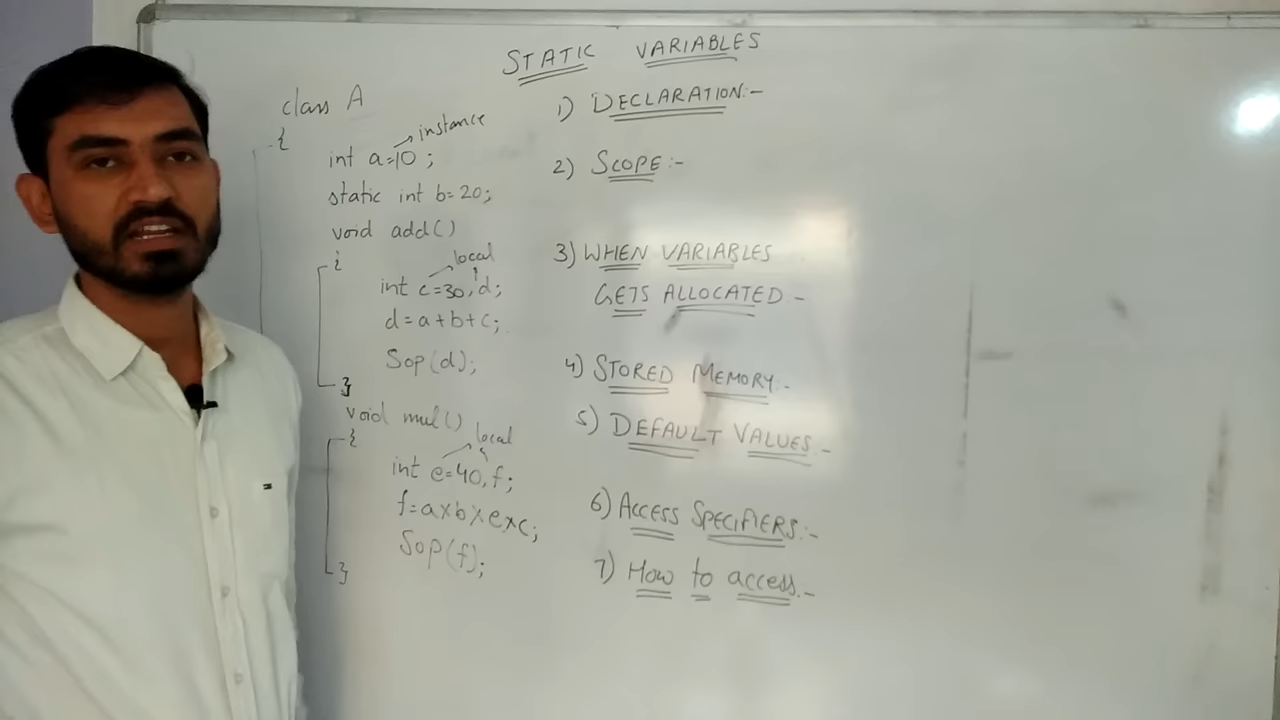 STATIC VARIABLES
class A
{
instance
int a=10;
static int b=20;
void add()
{
local
int c=30,d;
d=a+b+c;
Sop(d);
}
void mul()
{
local
int e=40,f;
f=a×b×e×c;
Sop(f);
}
1) DECLARATION:-
2) SCOPE:-
3) WHEN VARIABLES
GETS ALLOCATED -
4) STORED MEMORY:-
5) DEFAULT VALUES -
6) ACCESS SPECIFIERS:-
7) HOW to access.-